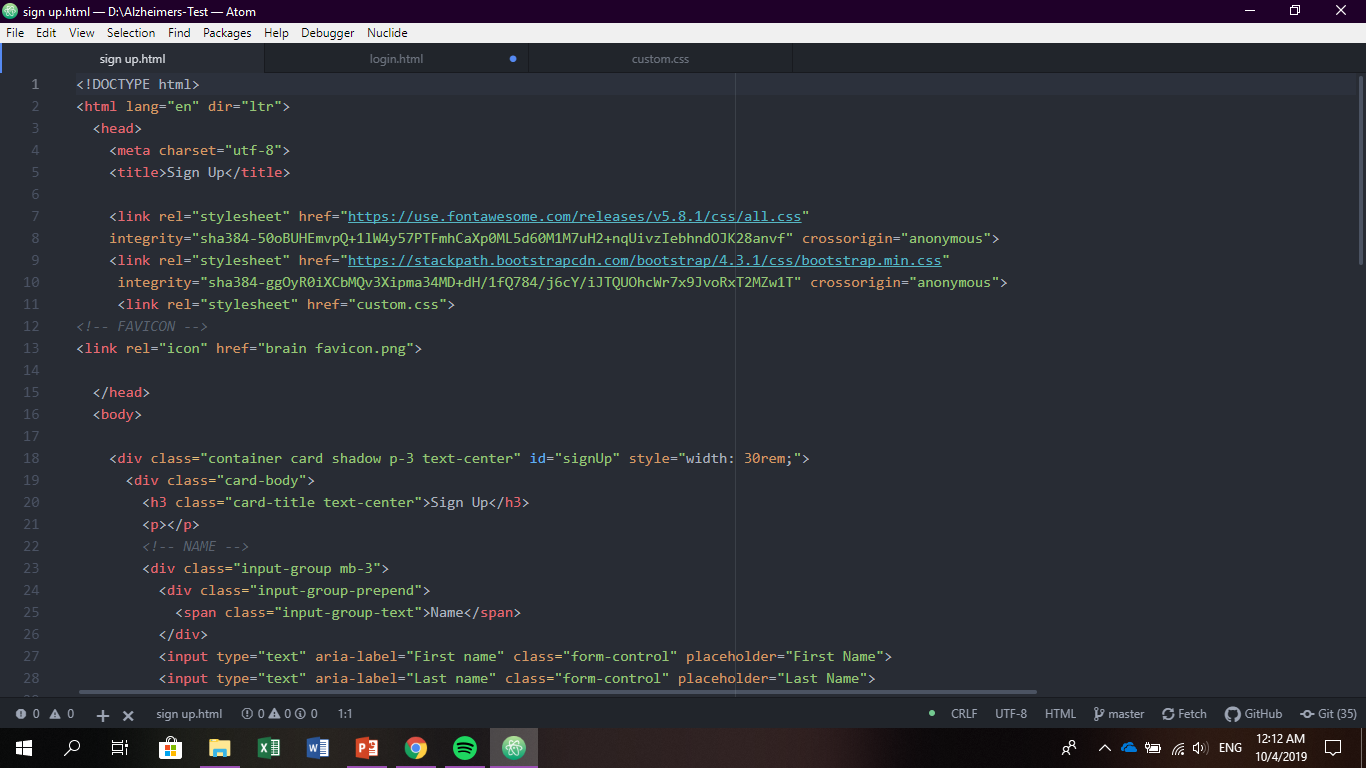 sign up.html — D:\Alzheimers-Test — Atom
File Edit View Selection Find Packages Help Debugger Nuclide
sign up.html login.html custom.css
1 <!DOCTYPE html>
2 <html lang="en" dir="ltr">
3 <head>
4 <meta charset="utf-8">
5 <title>Sign Up</title>
6
7 <link rel="stylesheet" href="https://use.fontawesome.com/releases/v5.8.1/css/all.css"
8 integrity="sha384-50oBUHEmvpQ+1lW4y57PTFmhCaXp0ML5d60M1M7uH2+nqUivzIebhndOJK28anvf" crossorigin="anonymous">
9 <link rel="stylesheet" href="https://stackpath.bootstrapcdn.com/bootstrap/4.3.1/css/bootstrap.min.css"
10 integrity="sha384-ggOyR0iXCbMQv3Xipma34MD+dH/1fQ784/j6cY/iJTQUOhcWr7x9JvoRxT2MZw1T" crossorigin="anonymous">
11 <link rel="stylesheet" href="custom.css">
12 <!-- FAVICON -->
13 <link rel="icon" href="brain favicon.png">
14
15 </head>
16 <body>
17
18 <div class="container card shadow p-3 text-center" id="signUp" style="width: 30rem;">
19 <div class="card-body">
20 <h3 class="card-title text-center">Sign Up</h3>
21 <p></p>
22 <!-- NAME -->
23 <div class="input-group mb-3">
24 <div class="input-group-prepend">
25 <span class="input-group-text">Name</span>
26 </div>
27 <input type="text" aria-label="First name" class="form-control" placeholder="First Name">
28 <input type="text" aria-label="Last name" class="form-control" placeholder="Last Name">
0 0 sign up.html 0 0 0 1:1 CRLF UTF-8 HTML master Fetch GitHub Git (35)
ENG 12:12 AM
10/4/2019